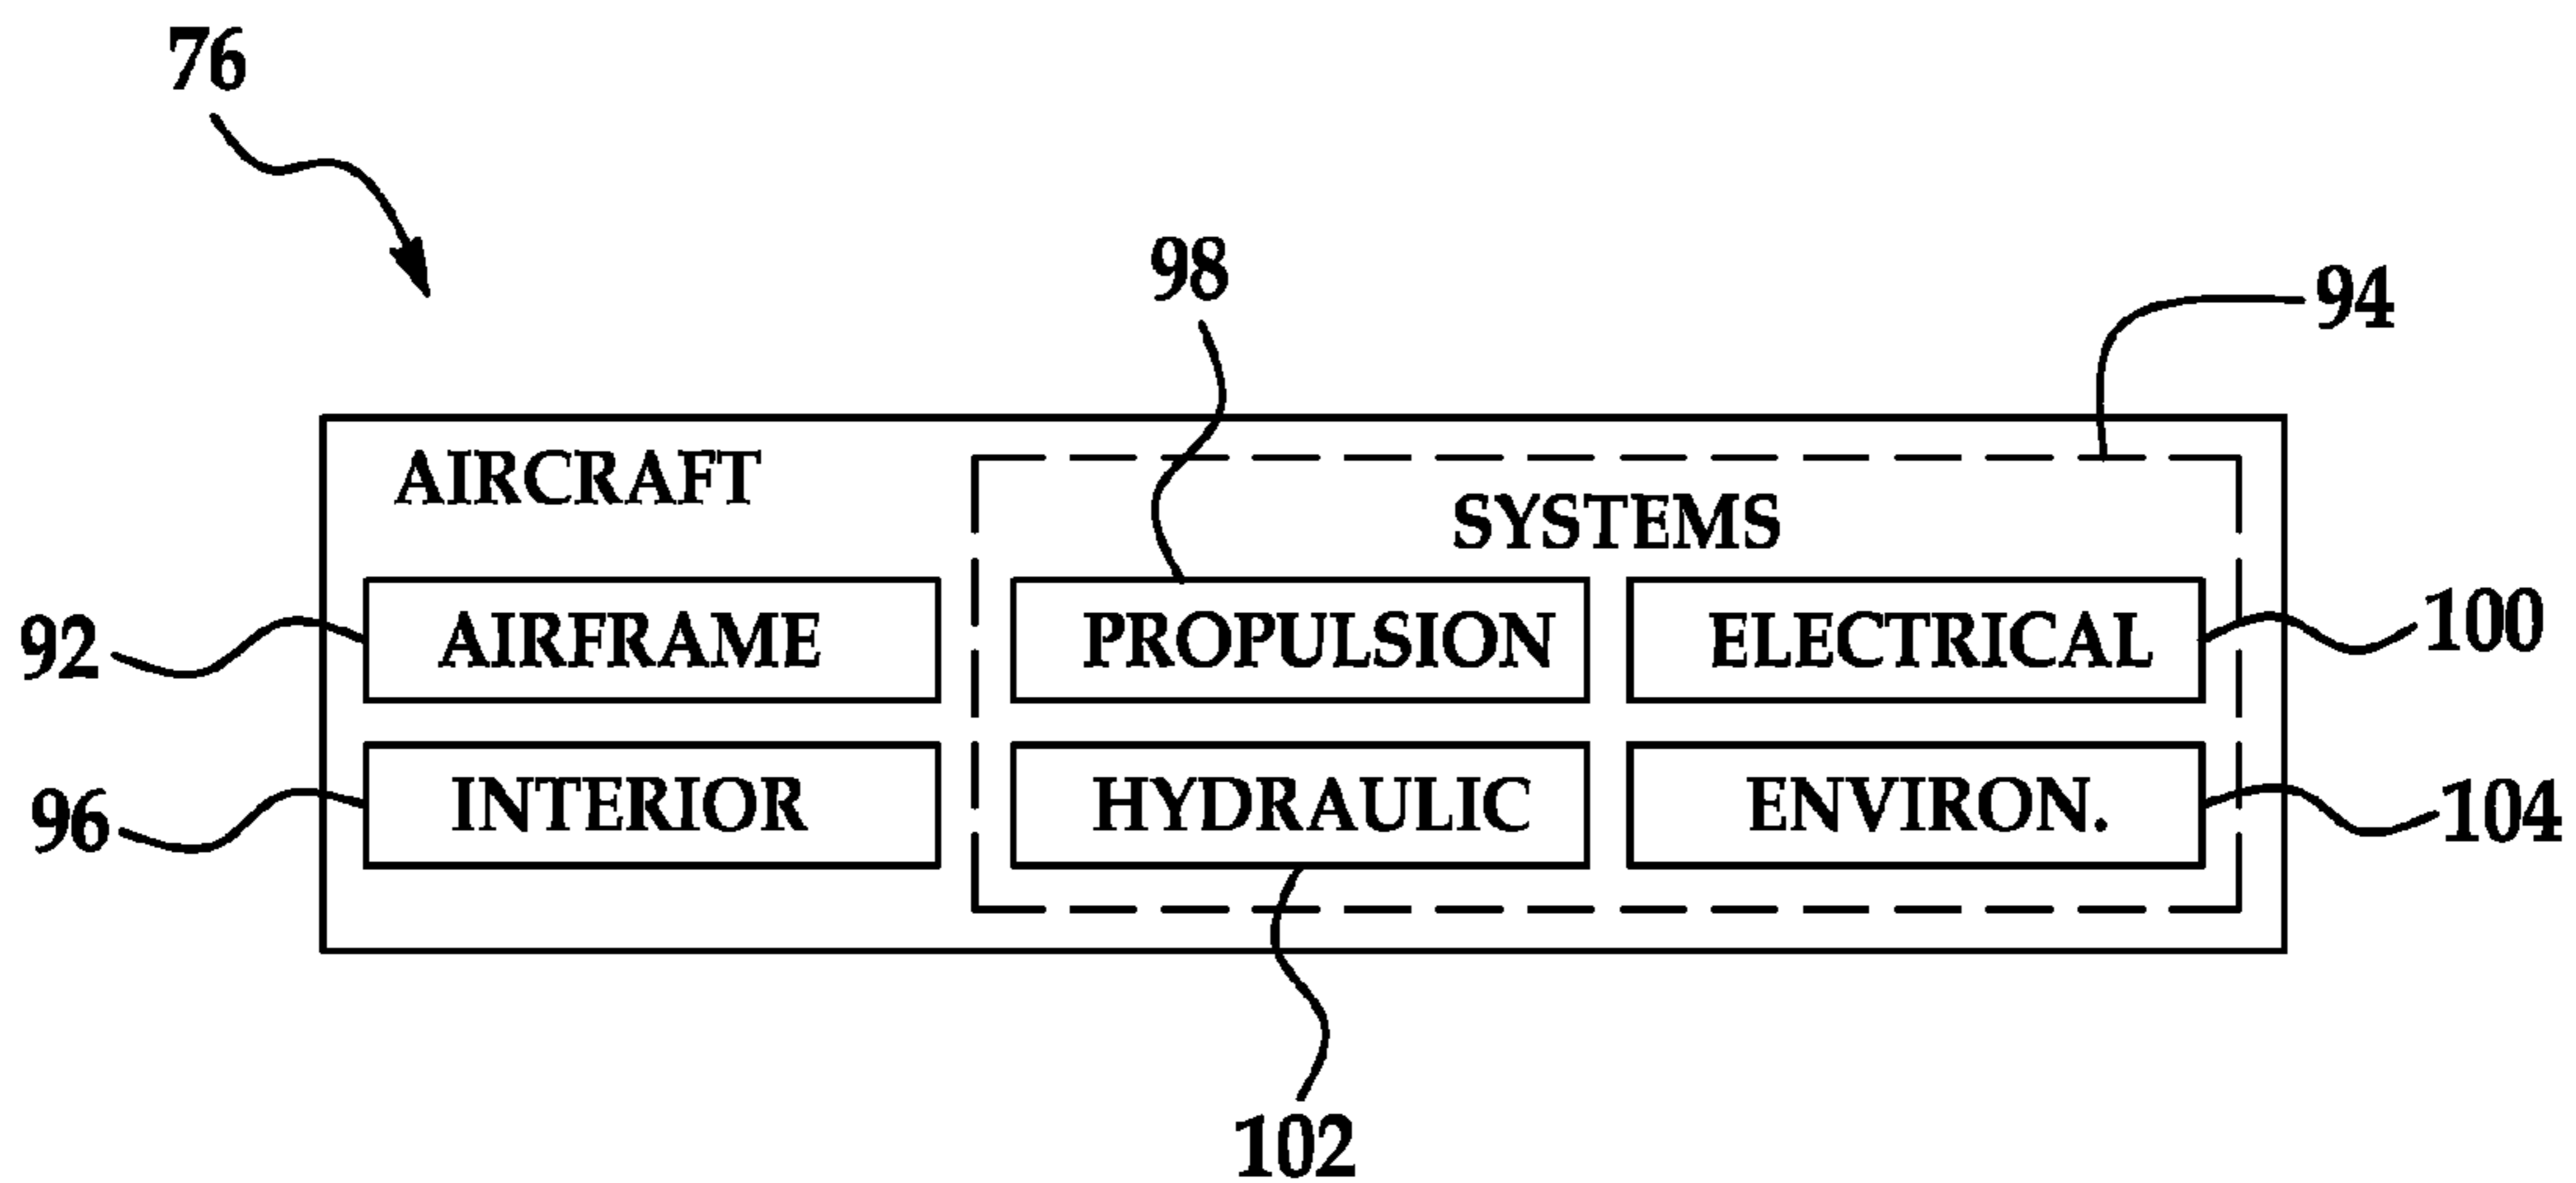 76
98
94
AIRCRAFT
SYSTEMS
92 AIRFRAME PROPULSION ELECTRICAL 100
96 INTERIOR HYDRAULIC ENVIRON. 104
102